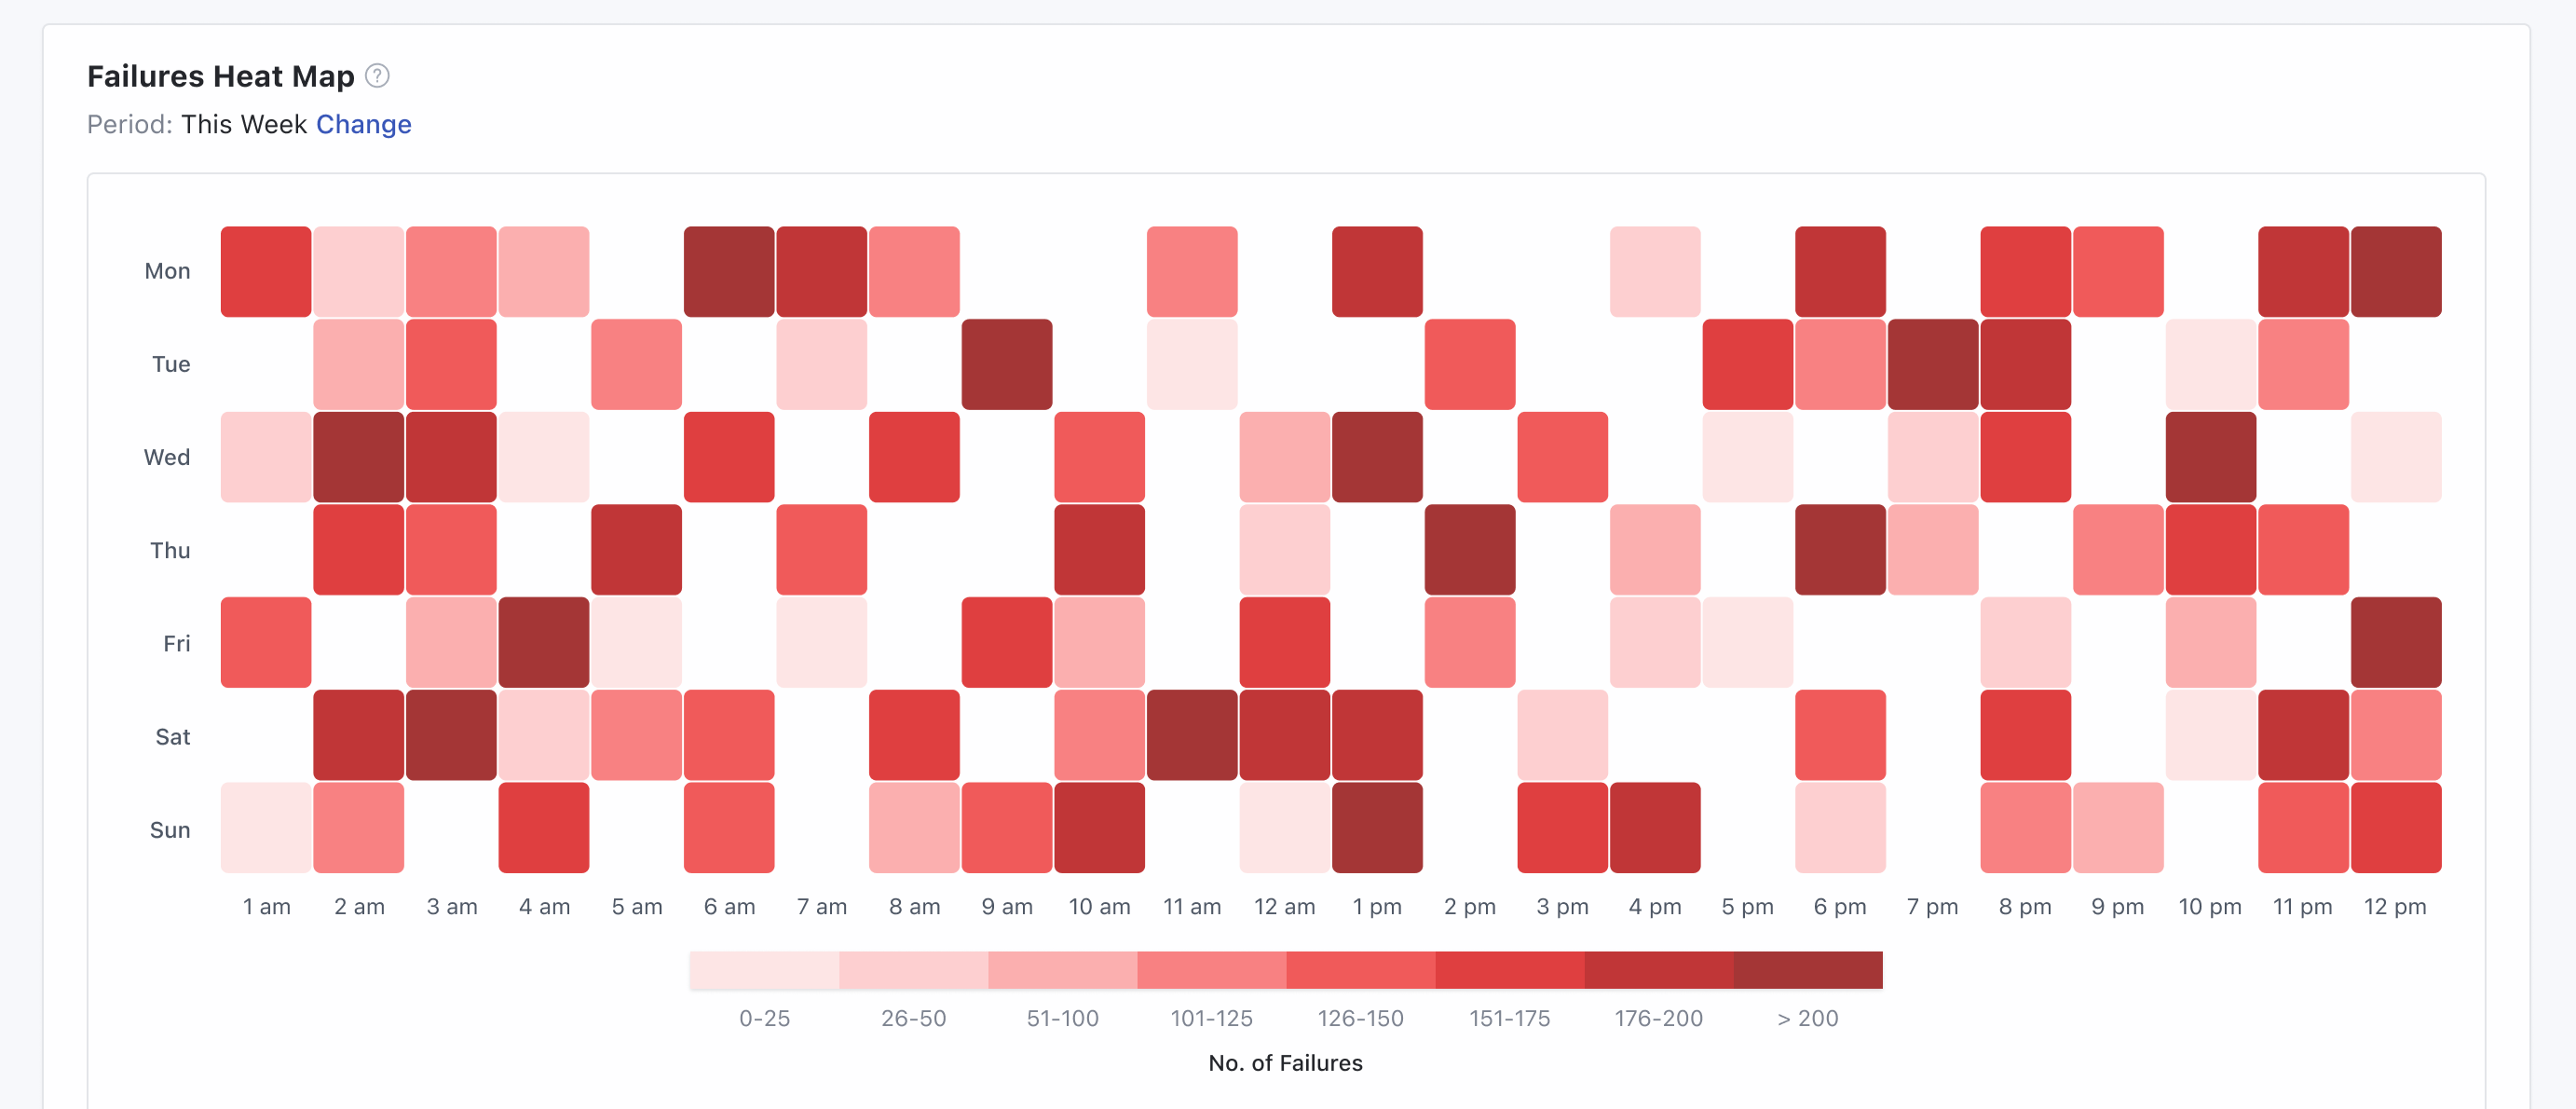 Failures Heat Map ?
Period: This Week Change
Mon
Tue
Wed
Thu
Fri
Sat
Sun
1 am 2 am 3 am 4 am 5 am 6 am 7 am 8 am 9 am 10 am 11 am 12 am 1 pm 2 pm 3 pm 4 pm 5 pm 6 pm 7 pm 8 pm 9 pm 10 pm 11 pm 12 pm
0-25 26-50 51-100 101-125 126-150 151-175 176-200 > 200
No. of Failures